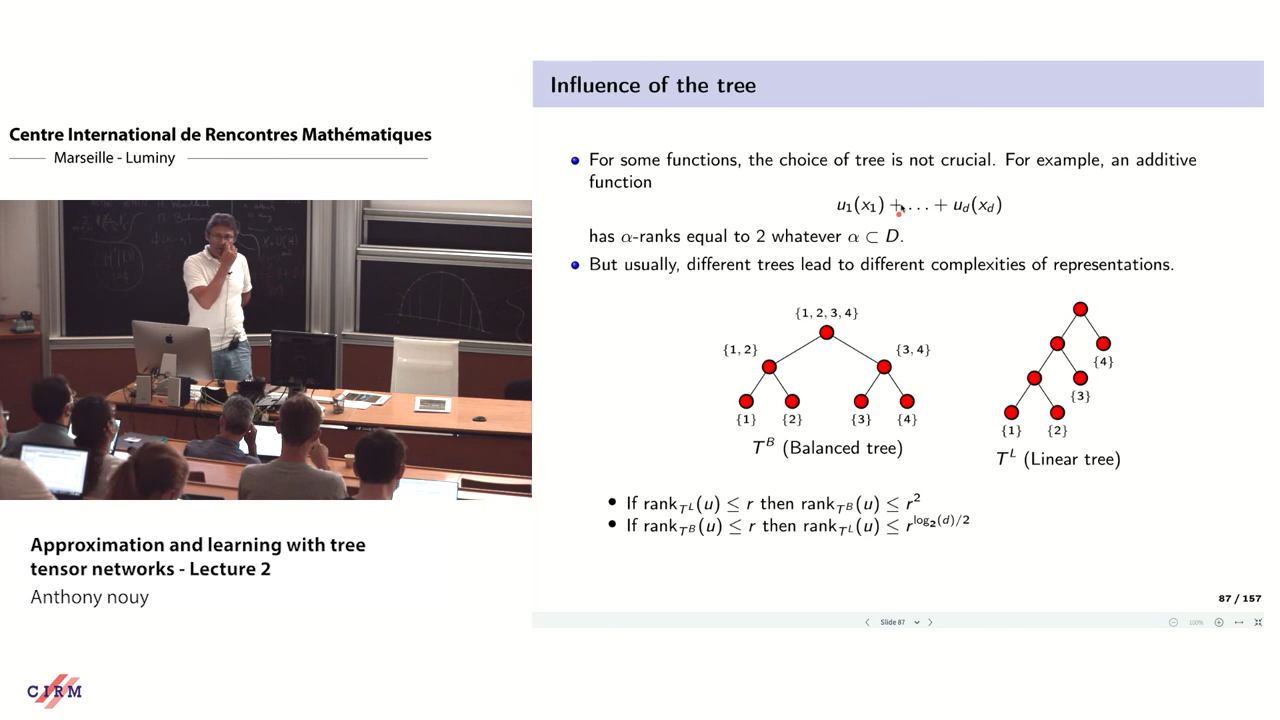 Centre International de Rencontres Mathématiques
Marseille - Luminy
Influence of the tree
For some functions, the choice of tree is not crucial. For example, an additive
function
u₁(x₁) + . . . + u_d(x_d)
has α-ranks equal to 2 whatever α ⊂ D.
But usually, different trees lead to different complexities of representations.
{1, 2, 3, 4}
{1, 2}
{3, 4}
{1}
{2}
{3}
{4}
T^B (Balanced tree)
{4}
{3}
{1}
{2}
T^L (Linear tree)
If rank_{T^L}(u) ≤ r then rank_{T^B}(u) ≤ r²
If rank_{T^B}(u) ≤ r then rank_{T^L}(u) ≤ r^{log₂(d)/2}
87 / 157
Slide 87
100%
Approximation and learning with tree
tensor networks - Lecture 2
Anthony nouy
CIRM